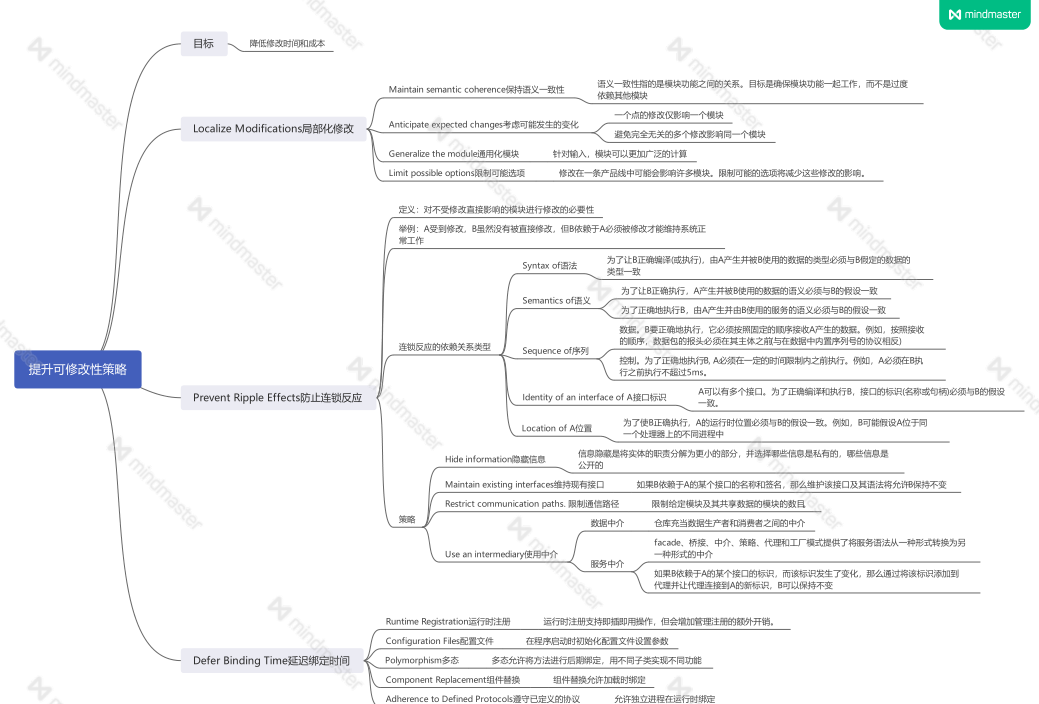 mindmaster
目标
降低修改时间和成本
Localize Modifications局部化修改
Maintain semantic coherence保持语义一致性
语义一致性指的是模块功能之间的关系。目标是确保模块功能一起工作，而不是过度
依赖其他模块
Anticipate expected changes考虑可能发生的变化
一个点的修改仅影响一个模块
避免完全无关的多个修改影响同一个模块
Generalize the module通用化模块
针对输入，模块可以更加广泛的计算
Limit possible options限制可能选项
修改在一条产品线中可能会影响许多模块。限制可能的选项将减少这些修改的影响。
提升可修改性策略
Prevent Ripple Effects防止连锁反应
定义：对不受修改直接影响的模块进行修改的必要性
举例：A受到修改，B虽然没有被直接修改，但B依赖于A必须被修改才能维持系统正
常工作
连锁反应的依赖关系类型
Syntax of语法
为了让B正确编译(或执行)，由A产生并被B使用的数据的类型必须与B假定的数据的
类型一致
Semantics of语义
为了让B正确执行，A产生并被B使用的数据的语义必须与B的假设一致
为了正确地执行B，由A产生并由B使用的服务的语义必须与B的假设一致
Sequence of序列
数据。B要正确地执行，它必须按照固定的顺序接收A产生的数据。例如，按照接收
的顺序，数据包的报头必须在其主体之前与在数据中内置序列号的协议相反)
控制。为了正确地执行B, A必须在一定的时间限制内之前执行。例如，A必须在B执
行之前执行不超过5ms。
Identity of an interface of A接口标识
A可以有多个接口。为了正确编译和执行B，接口的标识(名称或句柄)必须与B的假设
一致。
Location of A位置
为了使B正确执行，A的运行时位置必须与B的假设一致。例如，B可能假设A位于同
一个处理器上的不同进程中
策略
Hide information隐藏信息
信息隐藏是将实体的职责分解为更小的部分，并选择哪些信息是私有的，哪些信息是
公开的
Maintain existing interfaces维持现有接口
如果B依赖于A的某个接口的名称和签名，那么维护该接口及其语法将允许B保持不变
Restrict communication paths. 限制通信路径
限制给定模块及其共享数据的模块的数目
Use an intermediary使用中介
数据中介
仓库充当数据生产者和消费者之间的中介
服务中介
facade、桥接、中介、策略、代理和工厂模式提供了将服务语法从一种形式转换为另
一种形式的中介
如果B依赖于A的某个接口的标识，而该标识发生了变化，那么通过将该标识添加到
代理并让代理连接到A的新标识，B可以保持不变
Defer Binding Time延迟绑定时间
Runtime Registration运行时注册
运行时注册支持即插即用操作，但会增加管理注册的额外开销。
Configuration Files配置文件
在程序启动时初始化配置文件设置参数
Polymorphism多态
多态允许将方法进行后期绑定，用不同子类实现不同功能
Component Replacement组件替换
组件替换允许加载时绑定
Adherence to Defined Protocols遵守已定义的协议
允许独立进程在运行时绑定